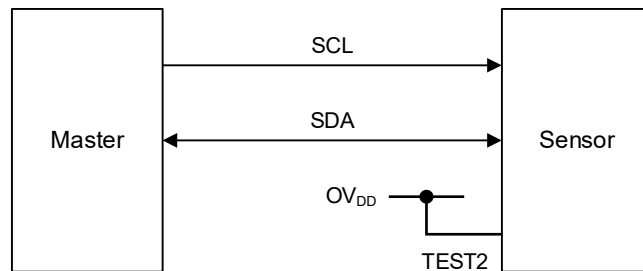 SCL
Master
SDA
Sensor
OV_DD
TEST2